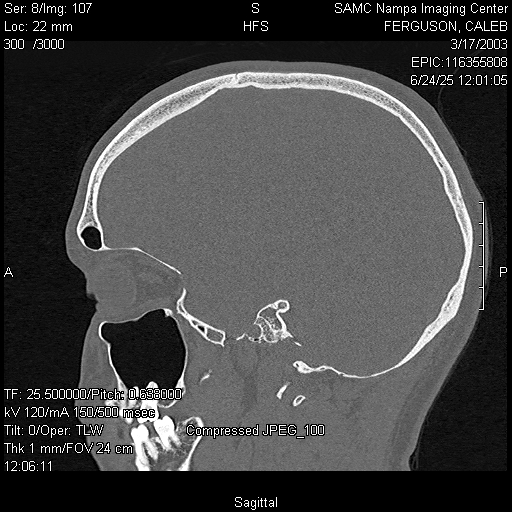 Ser: 8/Img: 107
S
SAMC Nampa Imaging Center
Loc: 22 mm
HFS
FERGUSON, CALEB
300 /3000
3/17/2003
EPIC:116355808
6/24/25 12:01:05
A
P
TF: 25.500000/Pitch: 0.698000
kV 120/mA 150/500 msec
Tilt: 0/Oper: TLW
Compressed JPEG_100
Thk 1 mm/FOV 24 cm
12:06:11
Sagittal